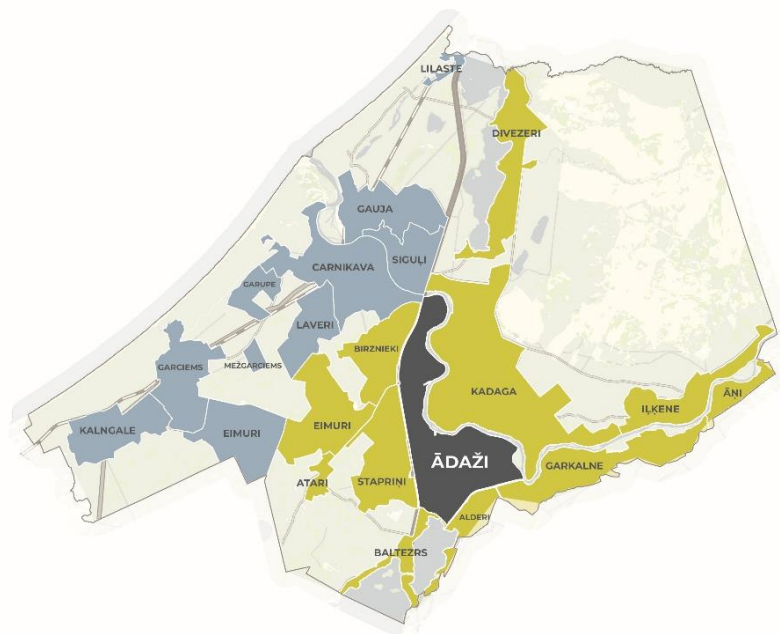 LILASTE
DIVEZERI
GAUJA
SIGUĻI
CARNIKAVA
GARUPE
LAVERI
BIRZNIEKI
GARCIEMS
MEŽGARCIEMS
KADAGA
IĻĶENE
ĀŅI
KALNGALE
EIMURI
EIMURI
ĀDAŽI
GARKALNE
ATARI
STAPRIŅI
ALDERI
BALTEZRS